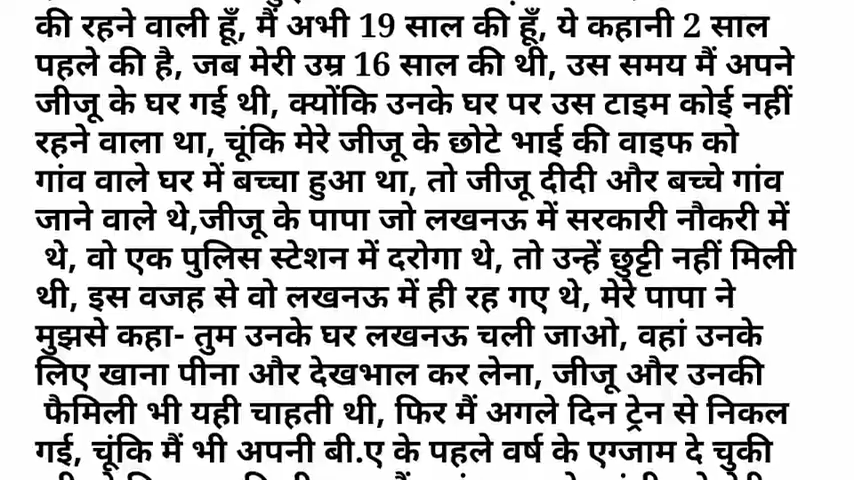 की रहने वाली हूँ, मैं अभी 19 साल की हूँ, ये कहानी 2 साल
पहले की है, जब मेरी उम्र 16 साल की थी, उस समय मैं अपने
जीजू के घर गई थी, क्योंकि उनके घर पर उस टाइम कोई नहीं
रहने वाला था, चूंकि मेरे जीजू के छोटे भाई की वाइफ को
गांव वाले घर में बच्चा हुआ था, तो जीजू दीदी और बच्चे गांव
जाने वाले थे,जीजू के पापा जो लखनऊ में सरकारी नौकरी में
थे, वो एक पुलिस स्टेशन में दरोगा थे, तो उन्हें छुट्टी नहीं मिली
थी, इस वजह से वो लखनऊ में ही रह गए थे, मेरे पापा ने
मुझसे कहा- तुम उनके घर लखनऊ चली जाओ, वहां उनके
लिए खाना पीना और देखभाल कर लेना, जीजू और उनकी
फैमिली भी यही चाहती थी, फिर मैं अगले दिन ट्रेन से निकल
गई, चूंकि मैं भी अपनी बी.ए के पहले वर्ष के एग्जाम दे चुकी